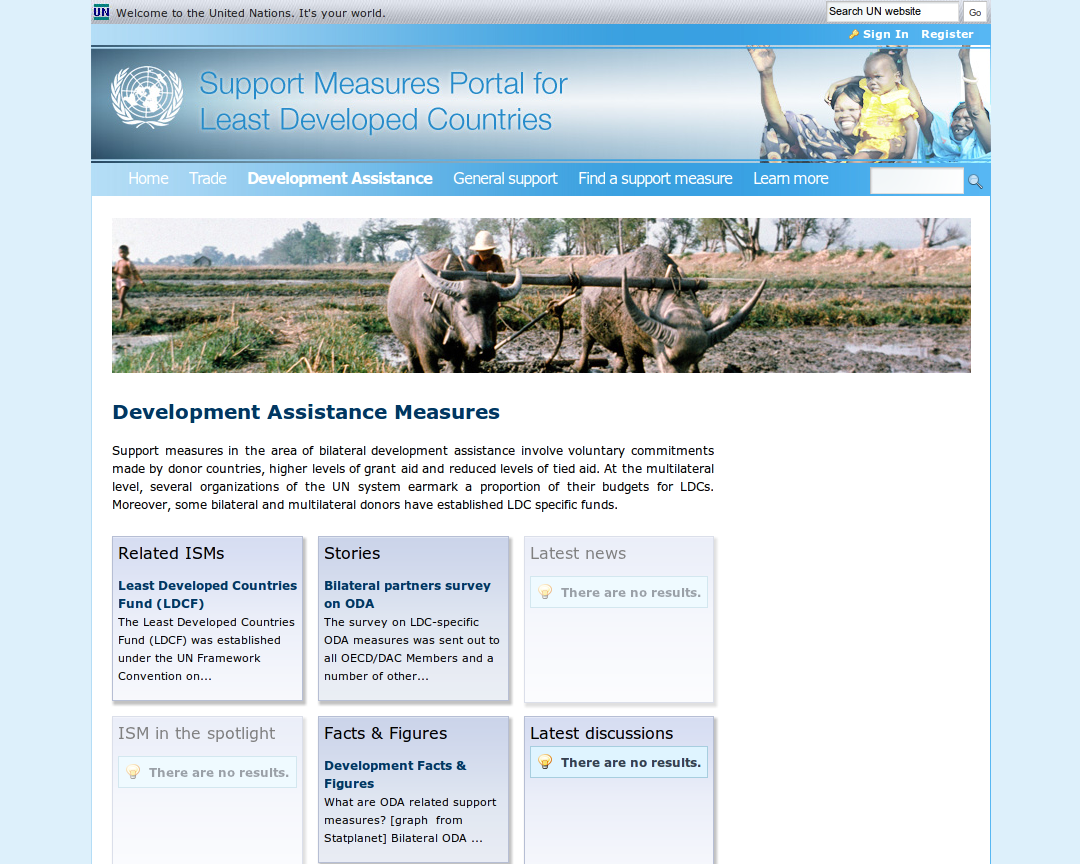 UN Welcome to the United Nations. It's your world.
Search UN website Go
Sign In Register
Support Measures Portal for
Least Developed Countries
Home Trade Development Assistance General support Find a support measure Learn more
Development Assistance Measures
Support measures in the area of bilateral development assistance involve voluntary commitments
made by donor countries, higher levels of grant aid and reduced levels of tied aid. At the multilateral
level, several organizations of the UN system earmark a proportion of their budgets for LDCs.
Moreover, some bilateral and multilateral donors have established LDC specific funds.
Related ISMs
Least Developed Countries
Fund (LDCF)
The Least Developed Countries
Fund (LDCF) was established
under the UN Framework
Convention on...
Stories
Bilateral partners survey
on ODA
The survey on LDC-specific
ODA measures was sent out to
all OECD/DAC Members and a
number of other...
Latest news
There are no results.
ISM in the spotlight
There are no results.
Facts & Figures
Development Facts &
Figures
What are ODA related support
measures? [graph from
Statplanet] Bilateral ODA ...
Latest discussions
There are no results.